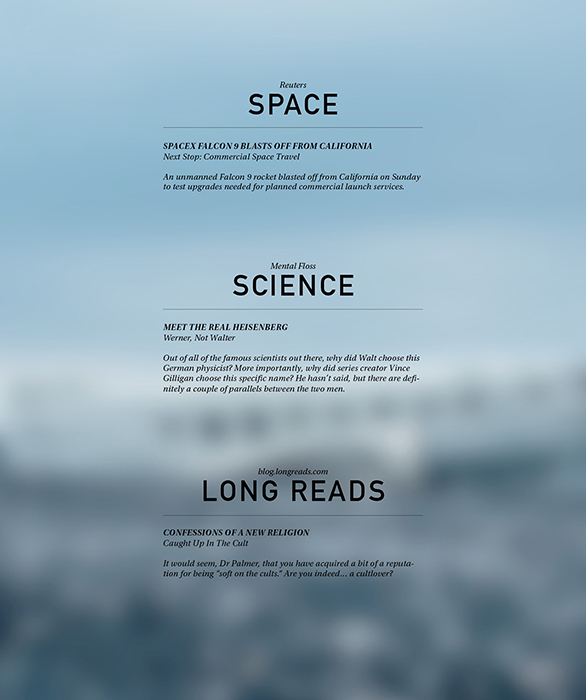 Reuters
SPACE
SPACEX FALCON 9 BLASTS OFF FROM CALIFORNIA
Next Stop: Commercial Space Travel
An unmanned Falcon 9 rocket blasted off from California on Sunday
to test upgrades needed for planned commercial launch services.
Mental Floss
SCIENCE
MEET THE REAL HEISENBERG
Werner, Not Walter
Out of all of the famous scientists out there, why did Walt choose this
German physicist? More importantly, why did series creator Vince
Gilligan choose this specific name? He hasn't said, but there are defi-
nitely a couple of parallels between the two men.
blog.longreads.com
LONG READS
CONFESSIONS OF A NEW RELIGION
Caught Up In The Cult
It would seem, Dr Palmer, that you have acquired a bit of a reputa-
tion for being "soft on the cults." Are you indeed... a cultlover?